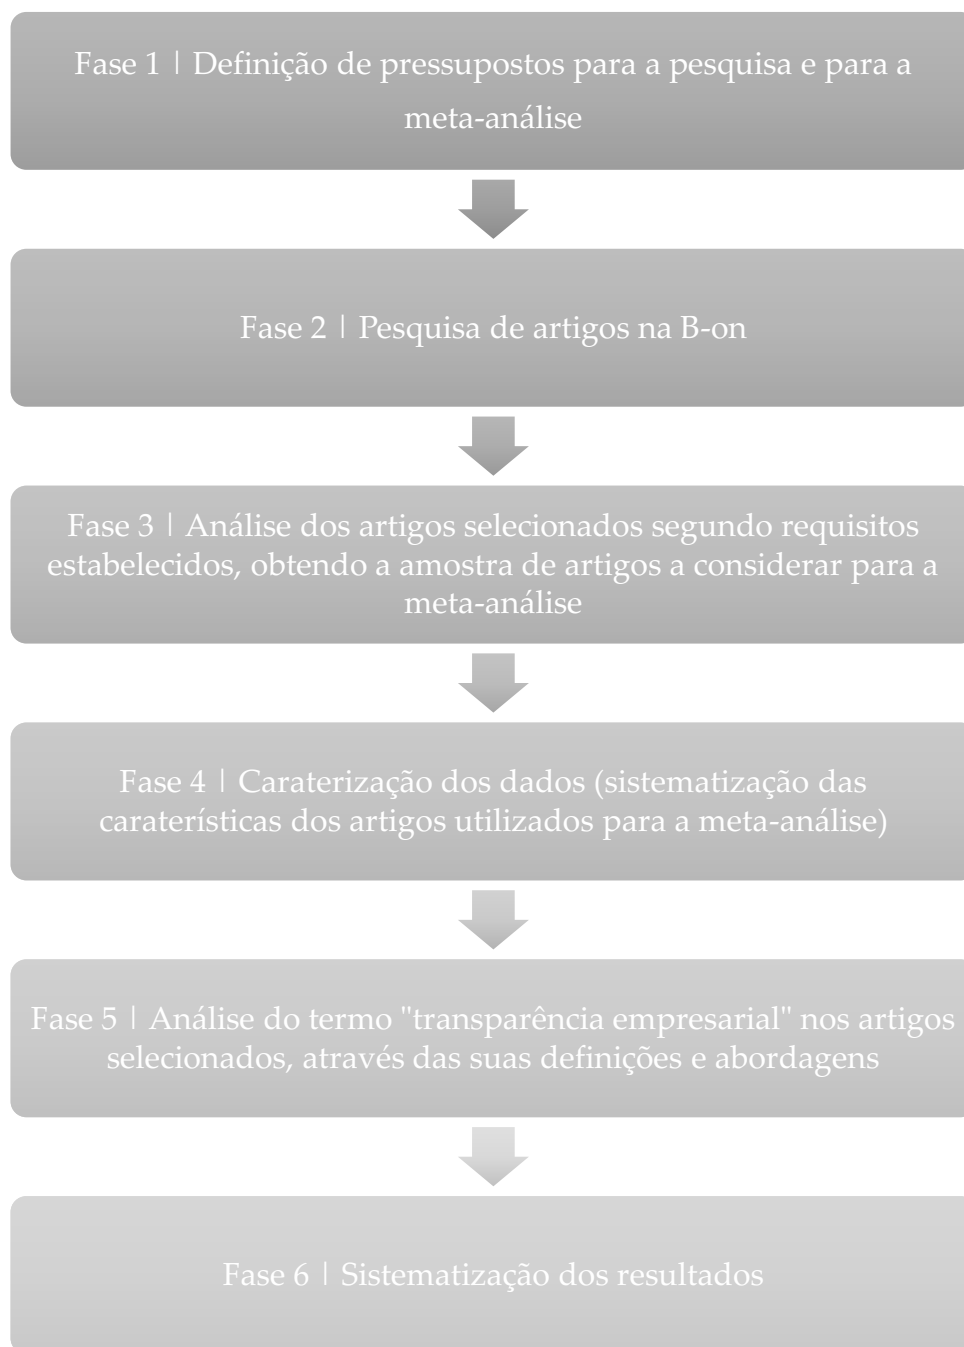 Fase 1 | Definição de pressupostos para a pesquisa e para a
meta-análise
Fase 2 | Pesquisa de artigos na B-on
Fase 3 | Análise dos artigos selecionados segundo requisitos
estabelecidos, obtendo a amostra de artigos a considerar para a
meta-análise
Fase 4 | Caraterização dos dados (sistematização das
caraterísticas dos artigos utilizados para a meta-análise)
Fase 5 | Análise do termo "transparência empresarial" nos artigos
selecionados, através das suas definições e abordagens
Fase 6 | Sistematização dos resultados